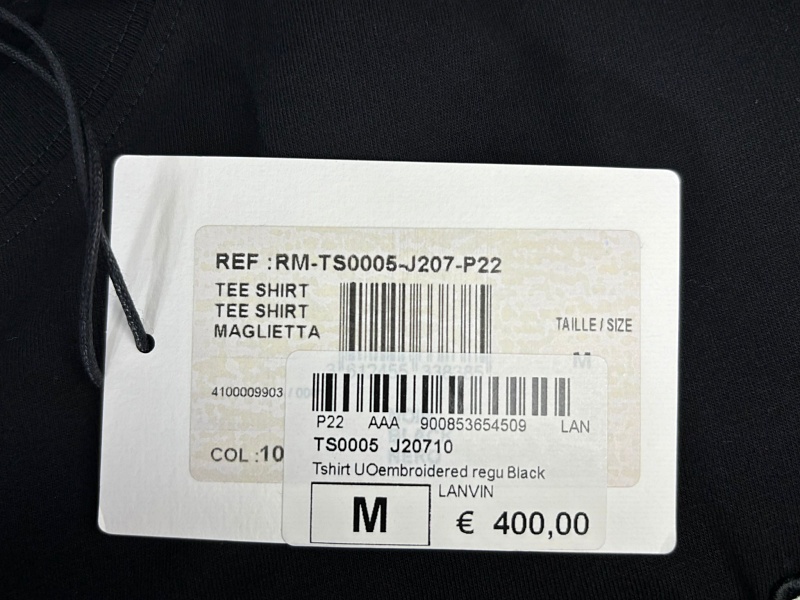 REF :RM-TS0005-J207-P22
TEE SHIRT
TEE SHIRT
MAGLIETTA
TAILLE / SIZE
M
4100009903
COL :10
P22 AAA 900853654509 LAN
TS0005 J20710
Tshirt UOembroidered regu Black
LANVIN
M € 400,00